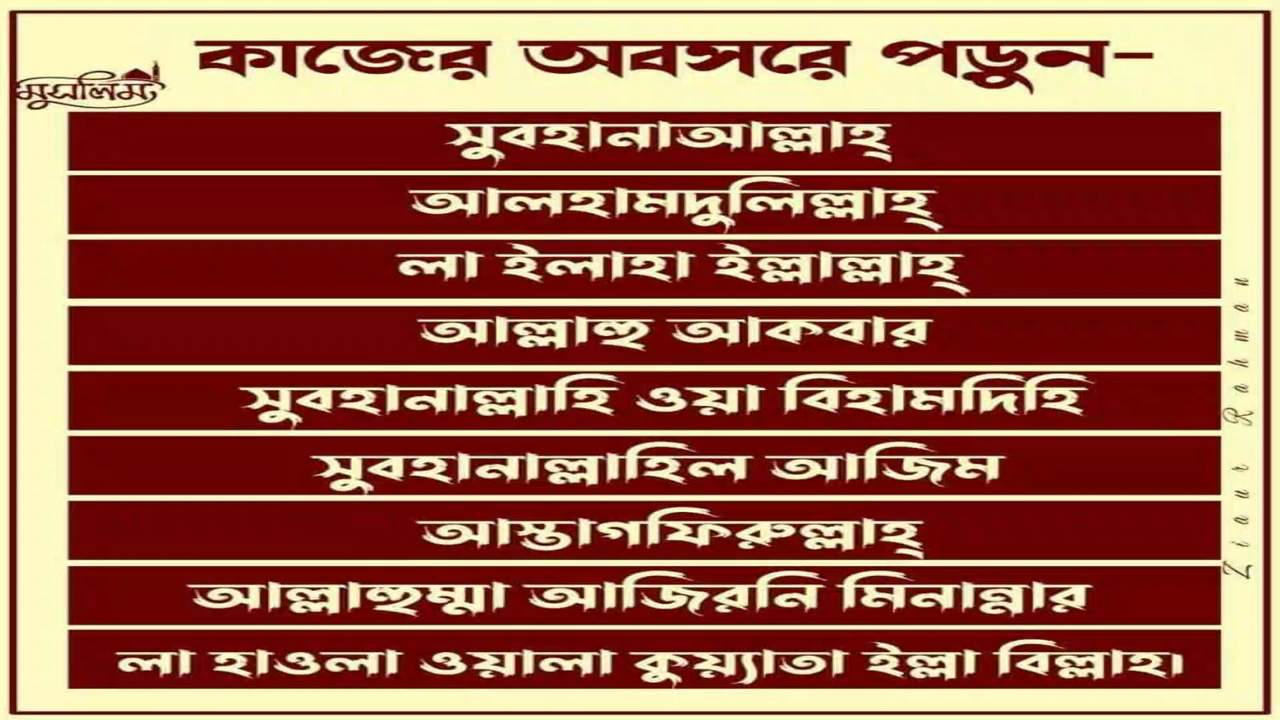 কাজের অবসরে পড়ুন-
মুসলিমৗ
সুবহানাআল্লাহ্
আলহামদুলিল্লাহ্
লা ইলাহা ইল্লাল্লাহ্
আল্লাহু আকবার
সুবহানাল্লাহি ওয়া বিহামদিহি
সুবহানাল্লাহিল আজিম
আস্তাগফিরুল্লাহ্
আল্লাহুম্মা আজিরনি মিনান্নার
লা হাওলা ওয়ালা কুয়্যাতা ইল্লা বিল্লাহ।
Ziaur Rahman